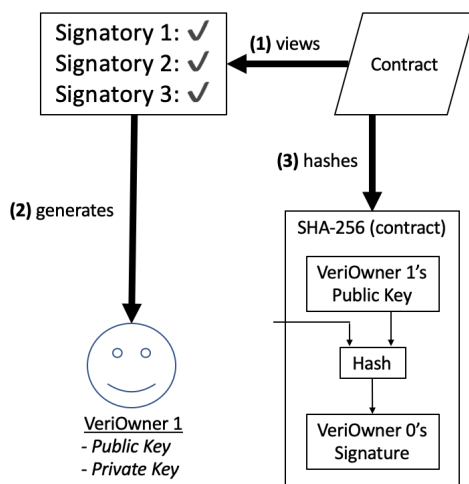 Signatory 1: ✓
Signatory 2: ✓
Signatory 3: ✓
(1) views
Contract
(2) generates
(3) hashes
SHA-256 (contract)
VeriOwner 1's
Public Key
Hash
VeriOwner 0's
Signature
VeriOwner 1
- Public Key
- Private Key